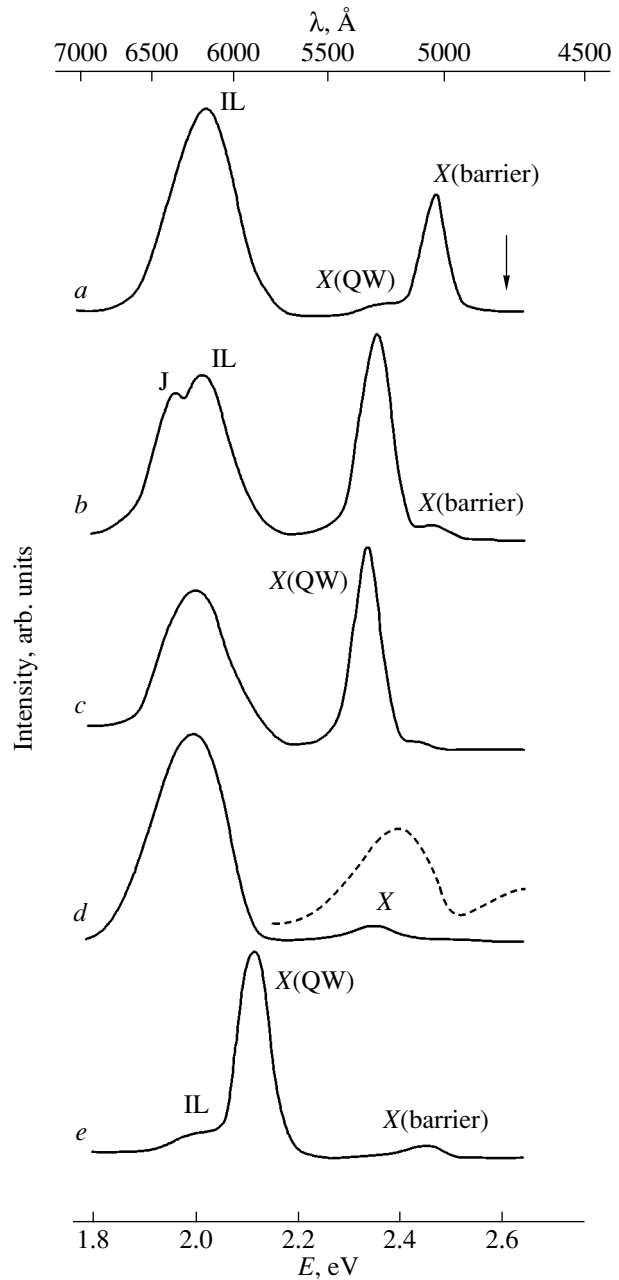 λ, Å
7000 6500 6000 5500 5000 4500
IL
X(barrier)
X(QW)
a
J
IL
X(barrier)
b
X(QW)
c
X
d
X(QW)
IL
X(barrier)
e
Intensity, arb. units
1.8 2.0 2.2 2.4 2.6
E, eV